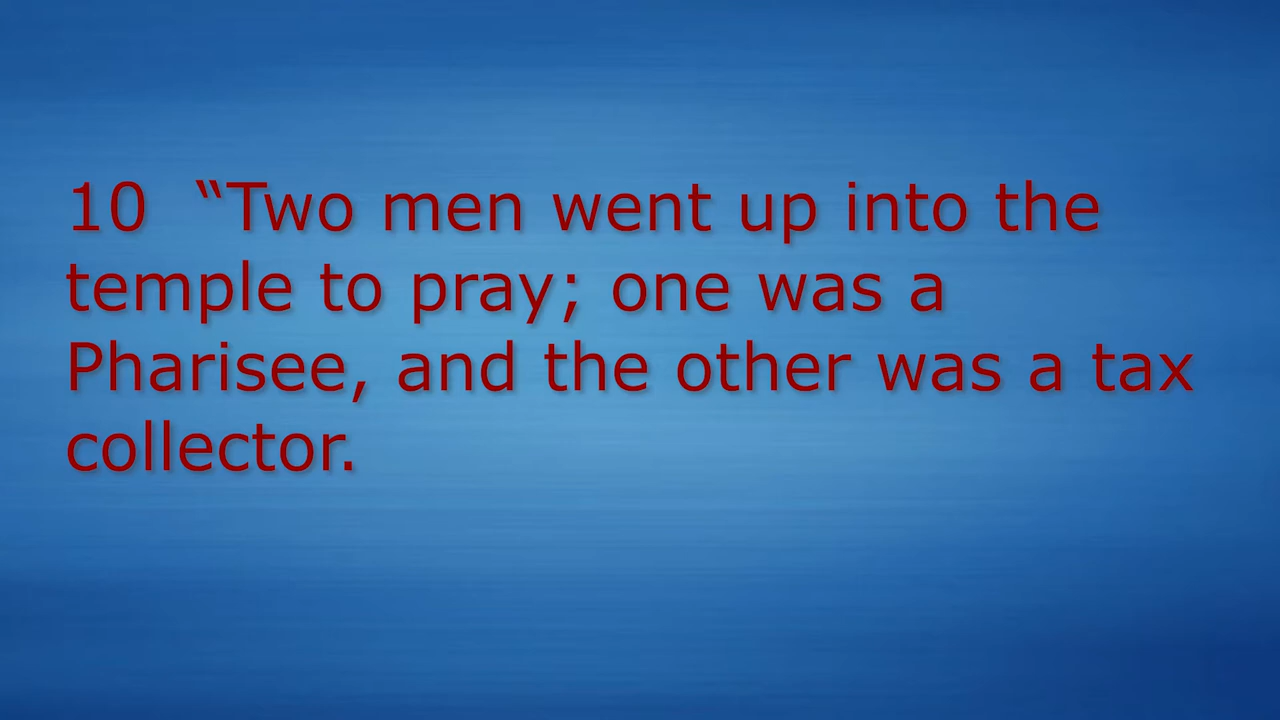 10  “Two men went up into the
temple to pray; one was a
Pharisee, and the other was a tax
collector.